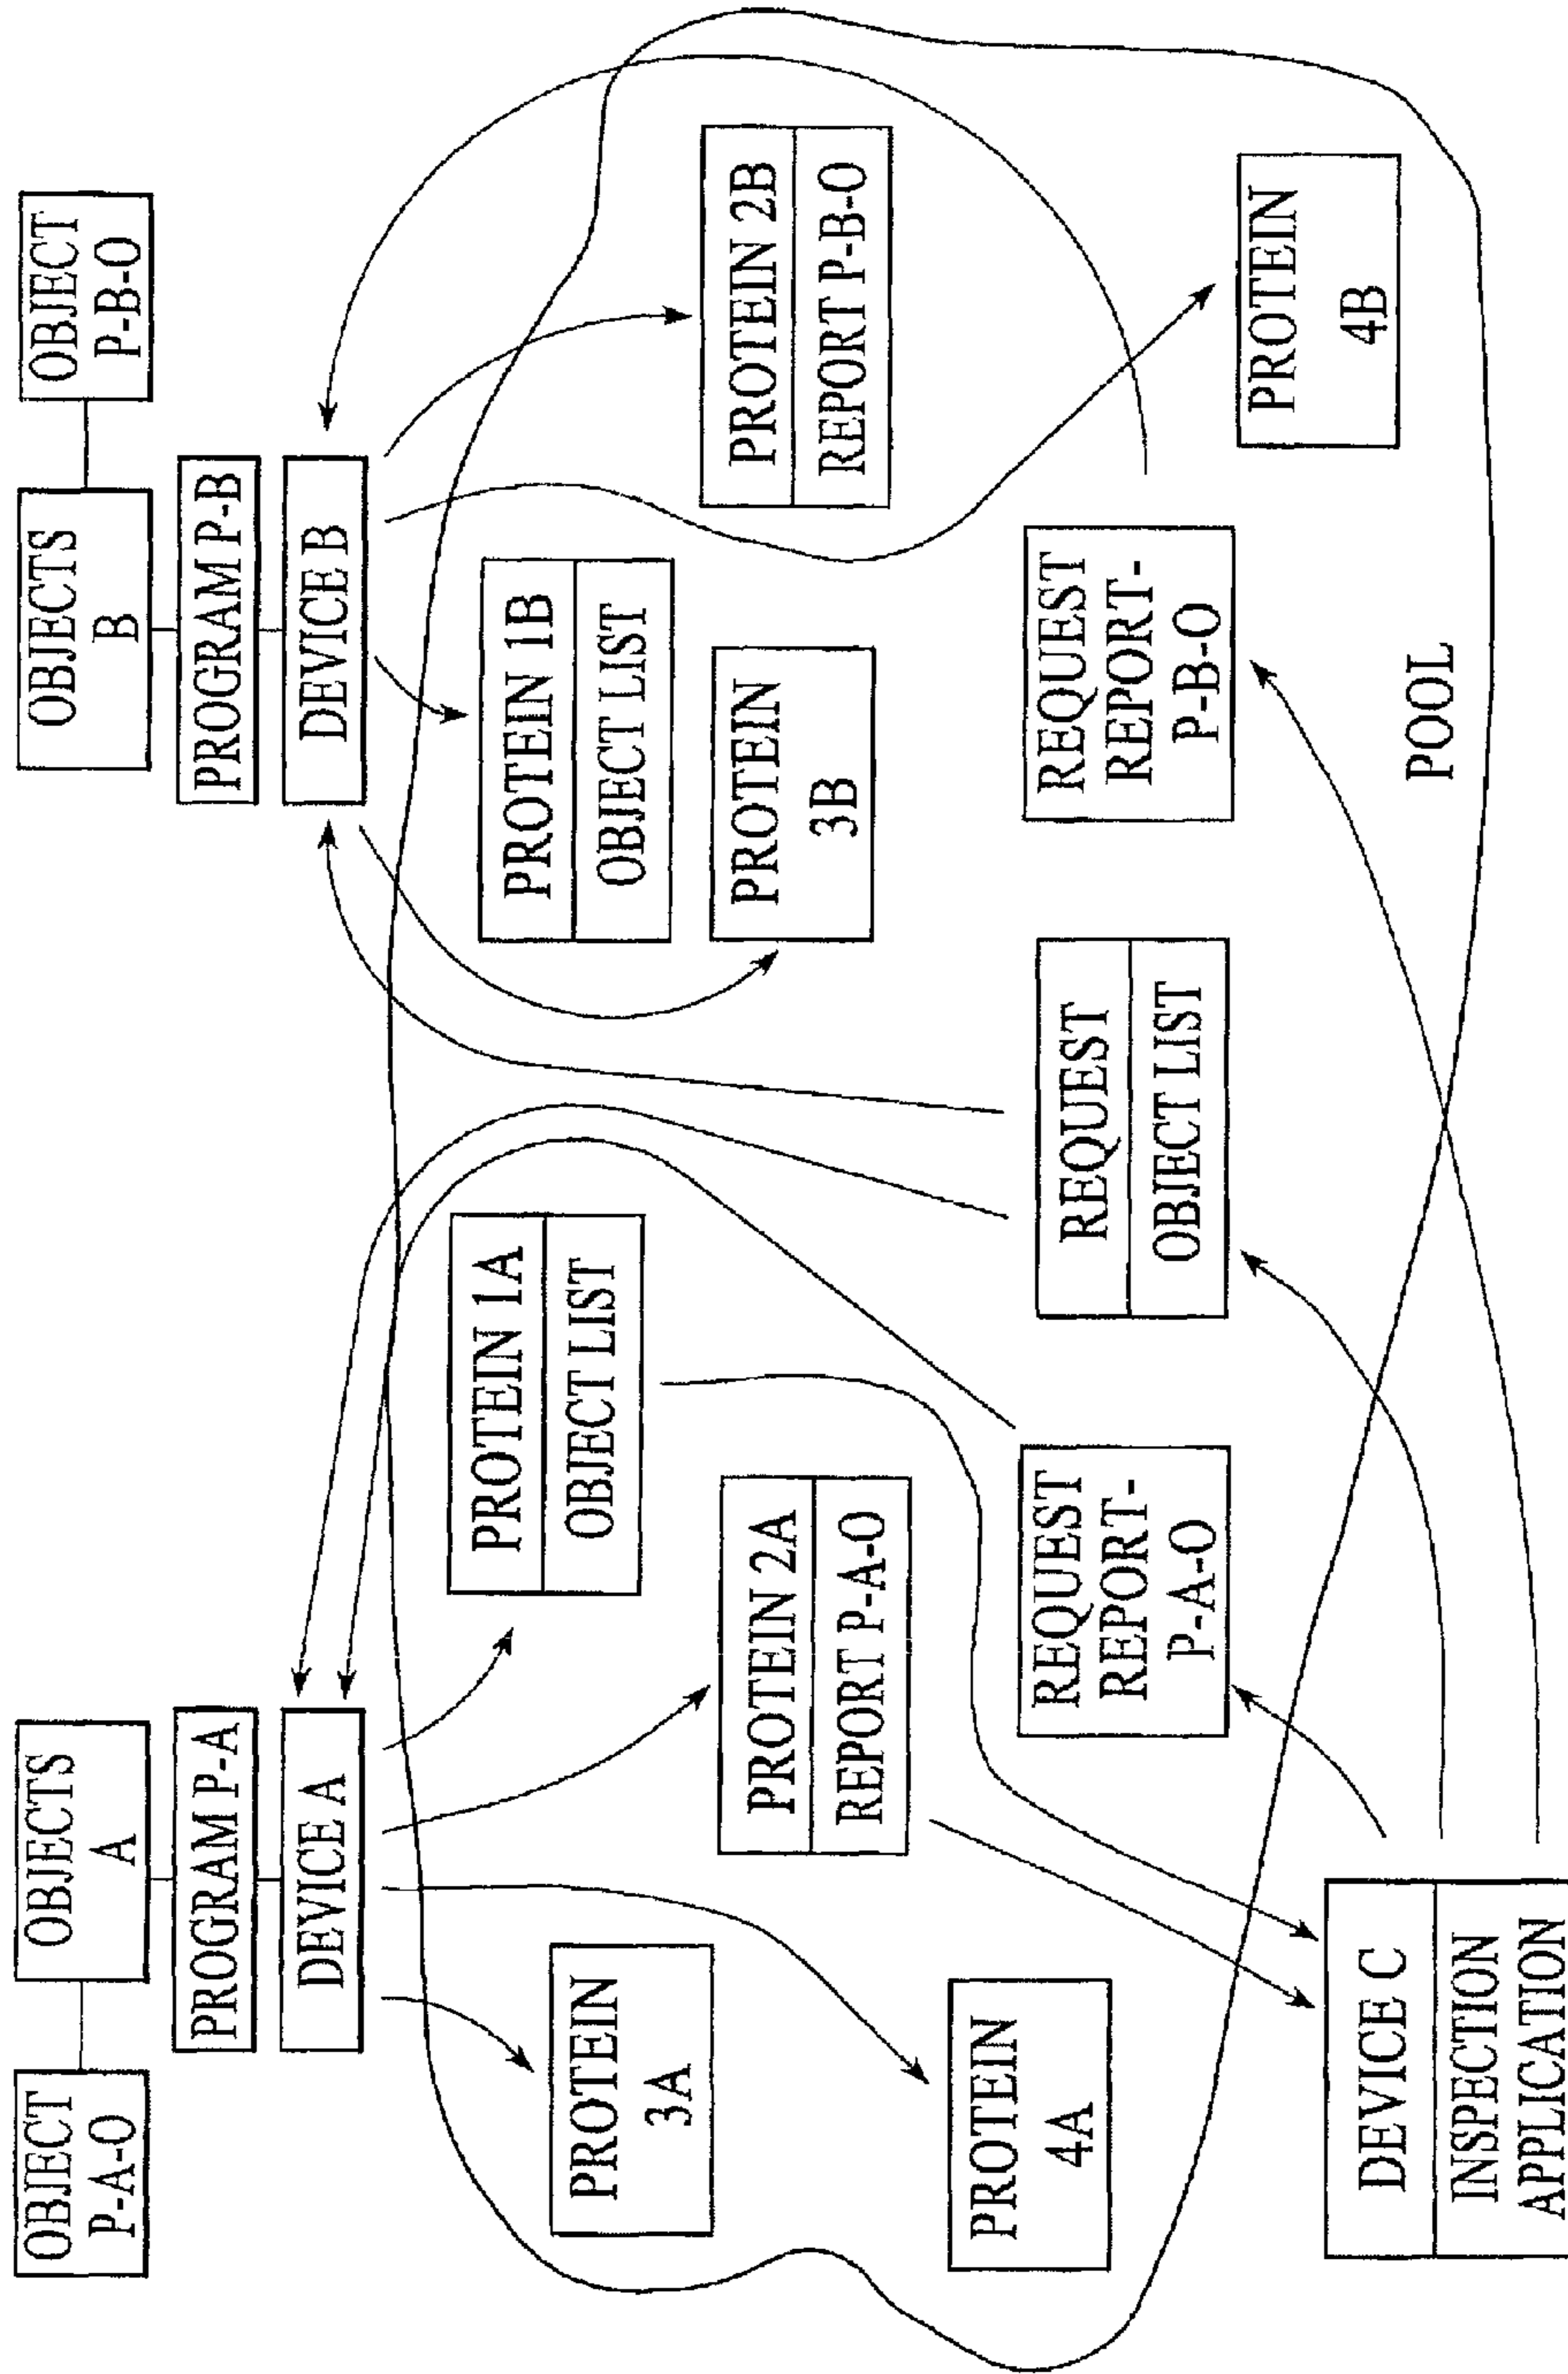 OBJECT
P-A-O
OBJECTS
A
PROGRAM P-A
DEVICE A
OBJECTS
B
OBJECT
P-B-O
PROGRAM P-B
DEVICE B
PROTEIN
3A
PROTEIN 1A
OBJECT LIST
PROTEIN 2A
REPORT P-A-O
PROTEIN
4A
PROTEIN 1B
OBJECT LIST
PROTEIN
3B
PROTEIN 2B
REPORT P-B-O
REQUEST
REPORT-
P-A-O
REQUEST
OBJECT LIST
REQUEST
REPORT-
P-B-O
PROTEIN
4B
DEVICE C
INSPECTION
APPLICATION
POOL